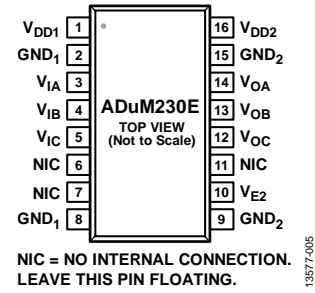 VDD1 1 16 VDD2
GND1 2 15 GND2
VIA 3 14 VOA
VIB 4 ADuM230E 13 VOB
TOP VIEW
(Not to Scale)
VIC 5 12 VOC
NIC 6 11 NIC
NIC 7 10 VE2
GND1 8 9 GND2
NIC = NO INTERNAL CONNECTION.
LEAVE THIS PIN FLOATING.
13577-005